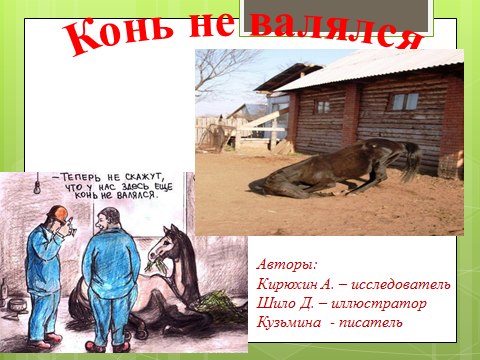 Конь не валялся
– ТЕПЕРЬ НЕ СКАЖУТ,
ЧТО У НАС ЗДЕСЬ ЕЩЕ
КОНЬ НЕ ВАЛЯЛСЯ.
Авторы:
Кирюхин А. – исследователь
Шило Д. – иллюстратор
Кузьмина - писатель